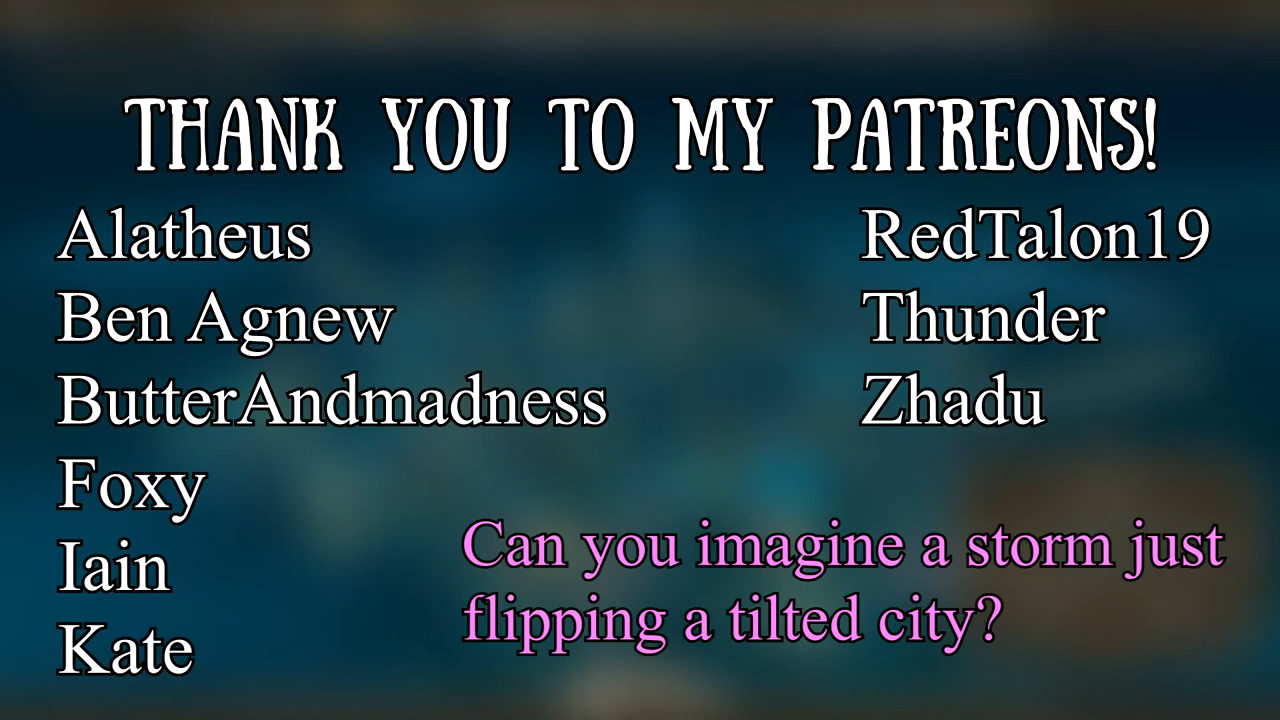 THANK YOU TO MY PATREONS!
Alatheus
Ben Agnew
ButterAndmadness
Foxy
Iain
Kate
RedTalon19
Thunder
Zhadu
Can you imagine a storm just
flipping a tilted city?